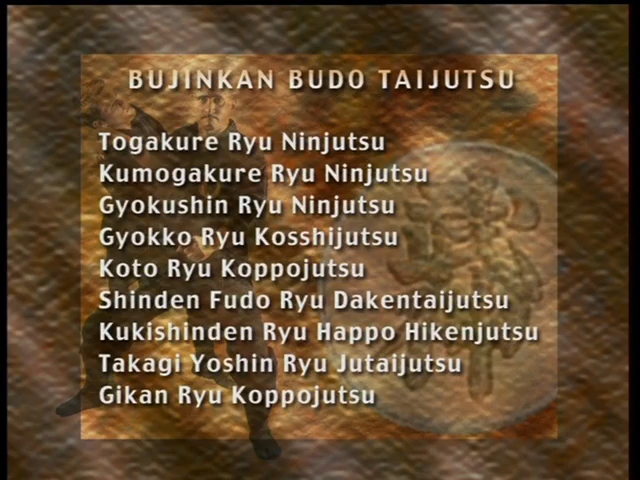 BUJINKAN BUDO TAIJUTSU
Togakure Ryu Ninjutsu
Kumogakure Ryu Ninjutsu
Gyokushin Ryu Ninjutsu
Gyokko Ryu Kosshijutsu
Koto Ryu Koppojutsu
Shinden Fudo Ryu Dakentaijutsu
Kukishinden Ryu Happo Hikenjutsu
Takagi Yoshin Ryu Jutaijutsu
Gikan Ryu Koppojutsu